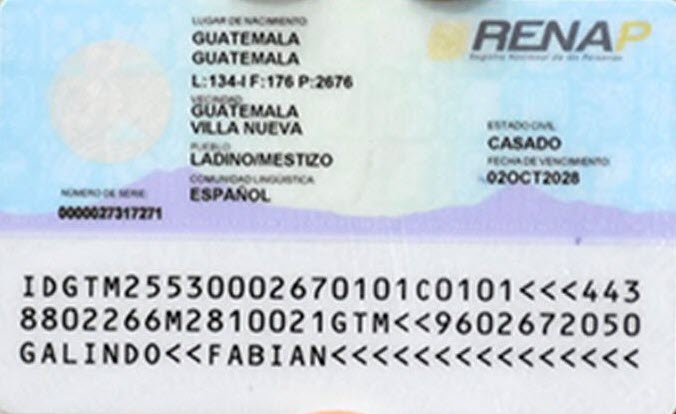 LUGAR DE NACIMIENTO:
GUATEMALA
GUATEMALA
L:134-I F:176 P:2676
VECINDAD:
GUATEMALA
VILLA NUEVA
PUEBLO
LADINO/MESTIZO
COMUNIDAD LINGÜÍSTICA
ESPAÑOL
NÚMERO DE SERIE:
0000027317271
RENAP
Registro Nacional de las Personas
ESTADO CIVIL
CASADO
FECHA DE VENCIMIENTO:
02OCT2028
IDGTM25530002670101C0101<<<443
8802266M2810021GTM<<9602672050
GALINDO<<FABIAN<<<<<<<<<<<<<<<